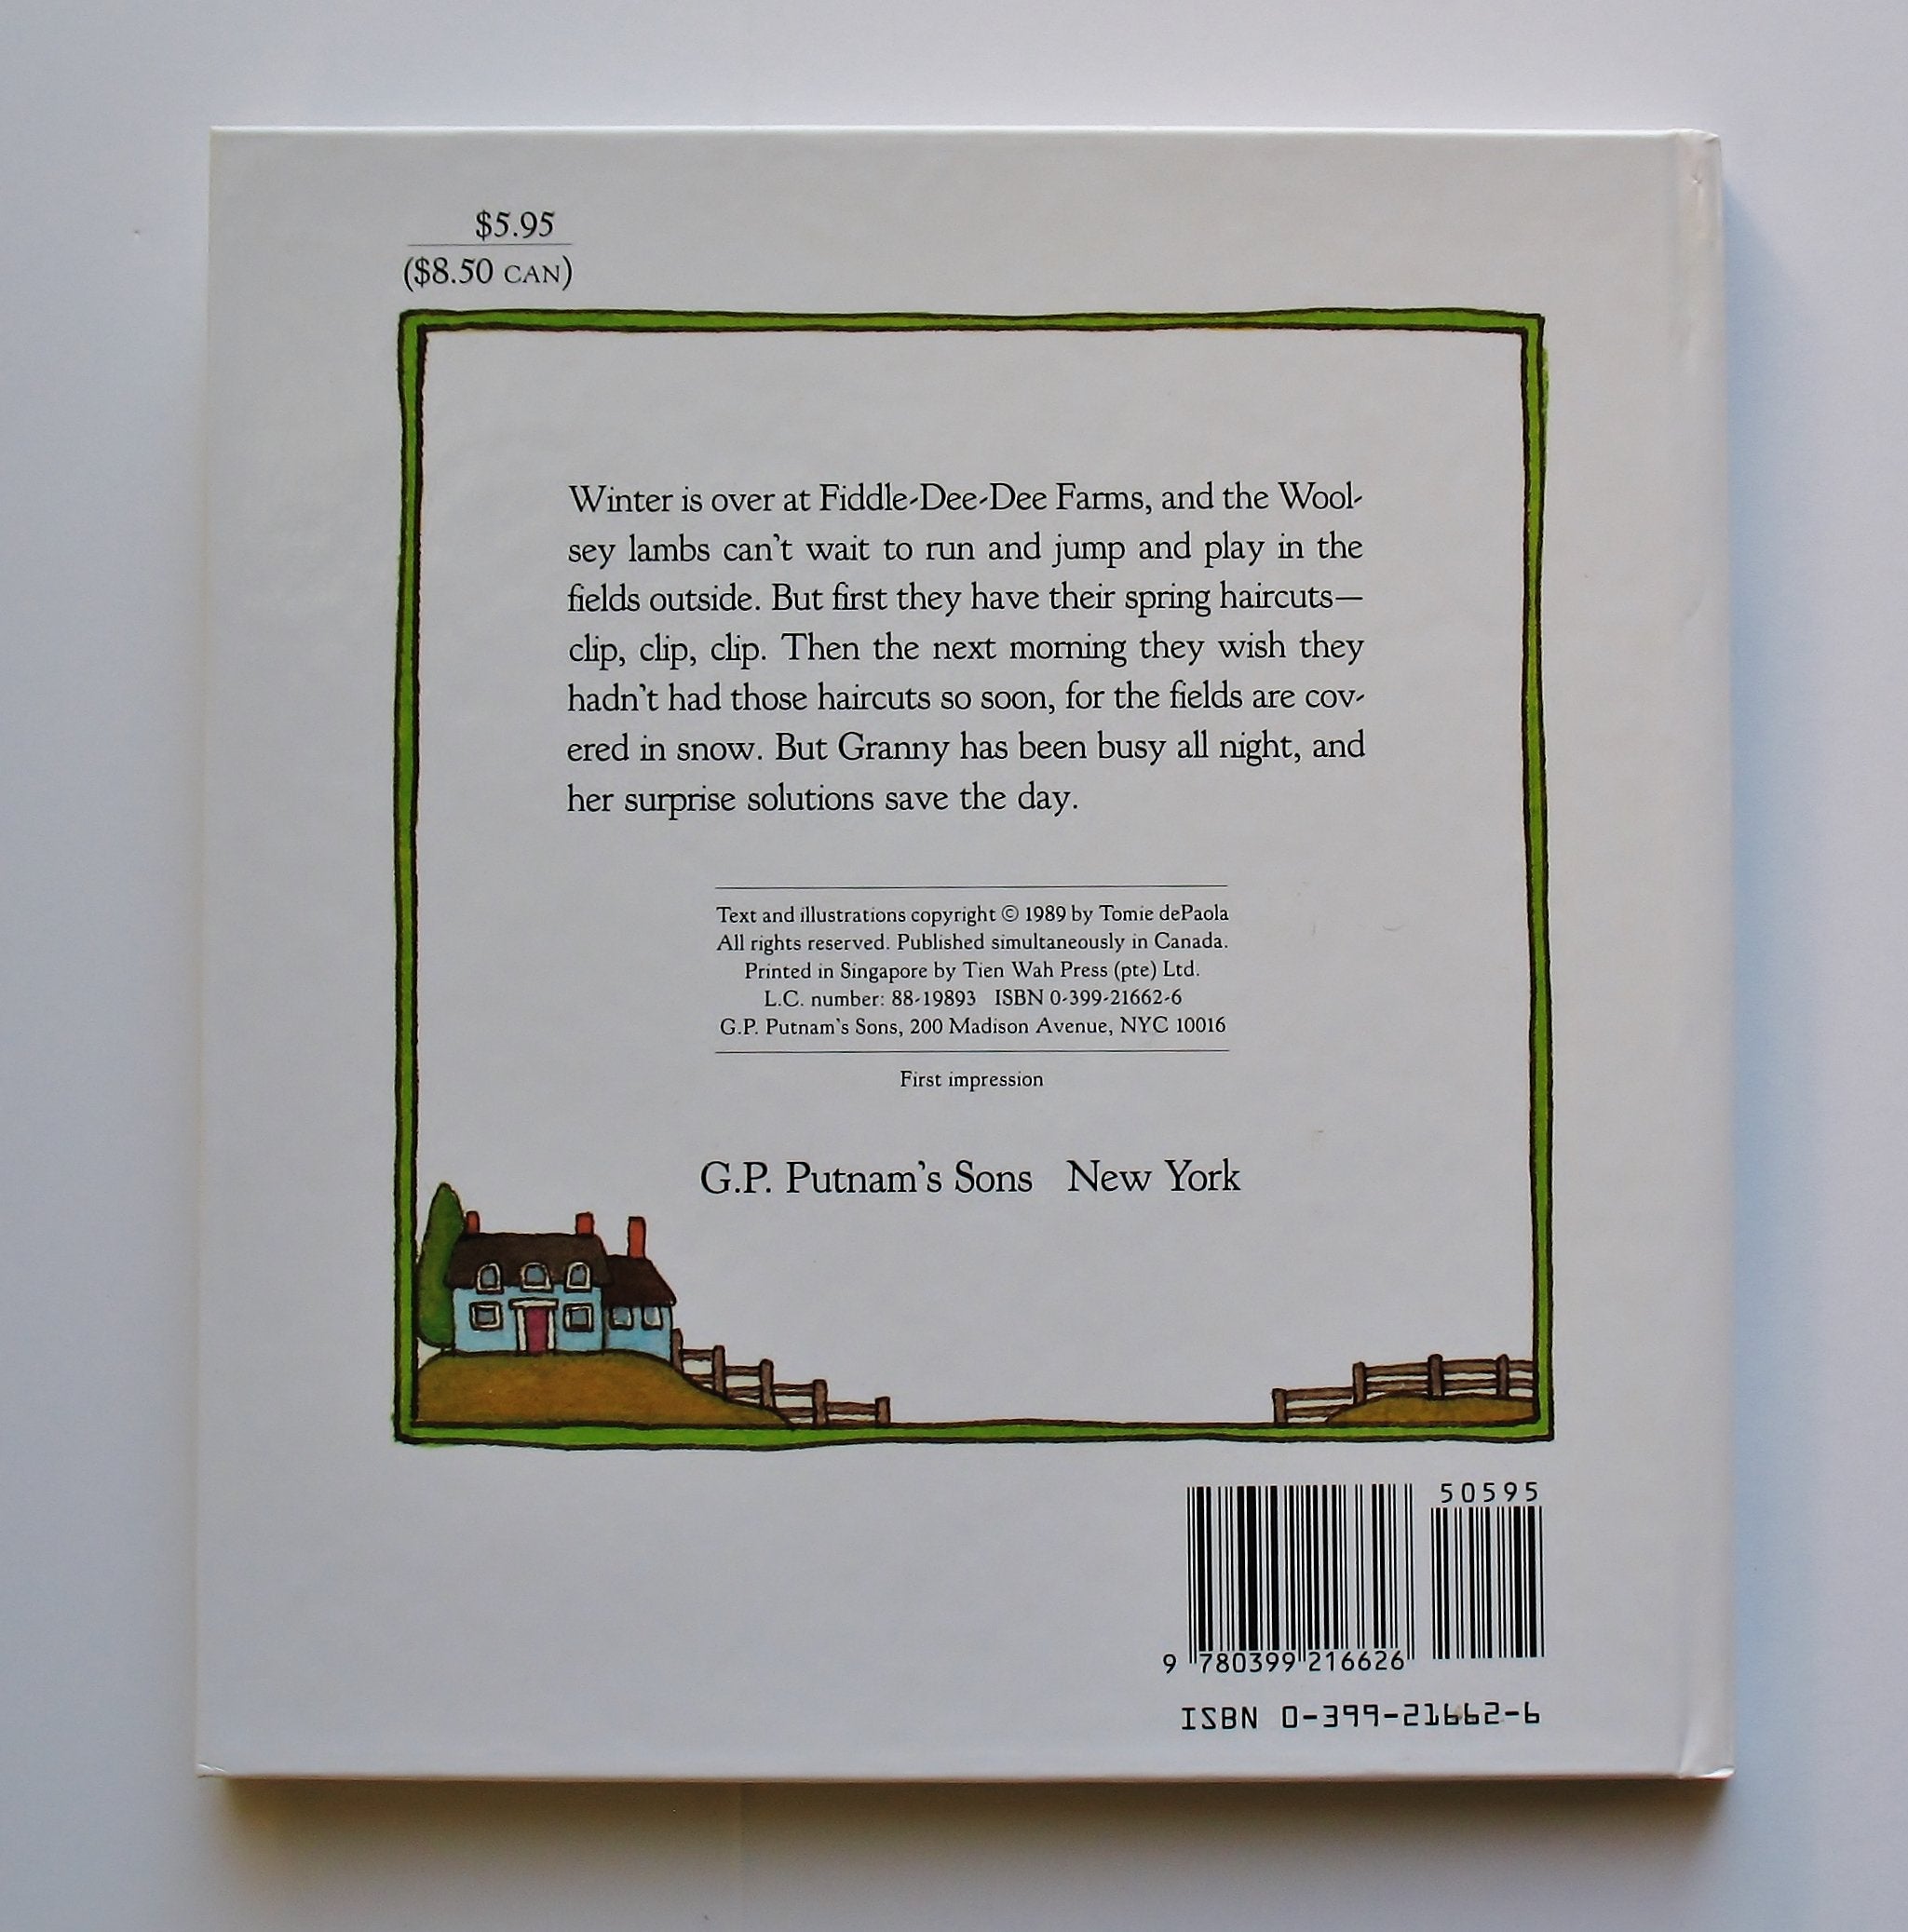 $5.95
($8.50 CAN)
Winter is over at Fiddle-Dee-Dee Farms, and the Wool-
sey lambs can't wait to run and jump and play in the
fields outside. But first they have their spring haircuts—
clip, clip, clip. Then the next morning they wish they
hadn't had those haircuts so soon, for the fields are cov-
ered in snow. But Granny has been busy all night, and
her surprise solutions save the day.
Text and illustrations copyright © 1989 by Tomie dePaola
All rights reserved. Published simultaneously in Canada.
Printed in Singapore by Tien Wah Press (pte) Ltd.
L.C. number: 88-19893 ISBN 0-399-21662-6
G.P. Putnam's Sons, 200 Madison Avenue, NYC 10016
First impression
G.P. Putnam's Sons New York
50595
9 780399 216626
ISBN 0-399-21662-6